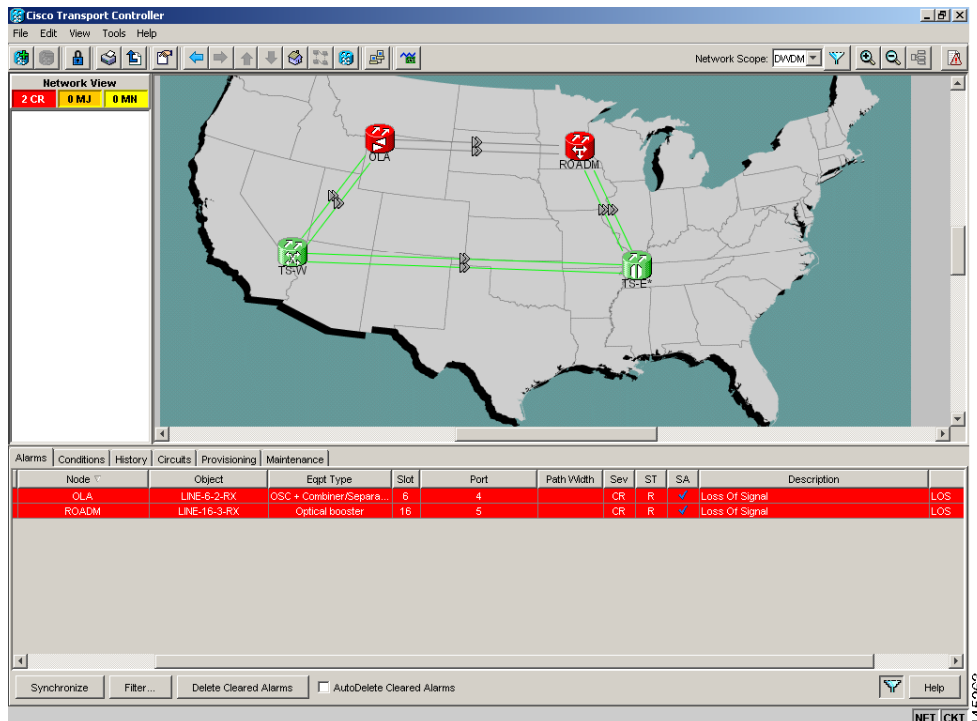 Cisco Transport Controller
File Edit View Tools Help
Network Scope: DWDM
Network View
2 CR 0 MJ 0 MN
OLA
ROADM
TS-W
TS-E*
Alarms Conditions History Circuits Provisioning Maintenance
Node Object Eqpt Type Slot Port Path Width Sev ST SA Description
OLA LINE-6-2-RX OSC + Combiner/Separa... 6 4 CR R Loss Of Signal LOS
ROADM LINE-16-3-RX Optical booster 16 5 CR R Loss Of Signal LOS
Synchronize Filter... Delete Cleared Alarms AutoDelete Cleared Alarms Help
NET CKT